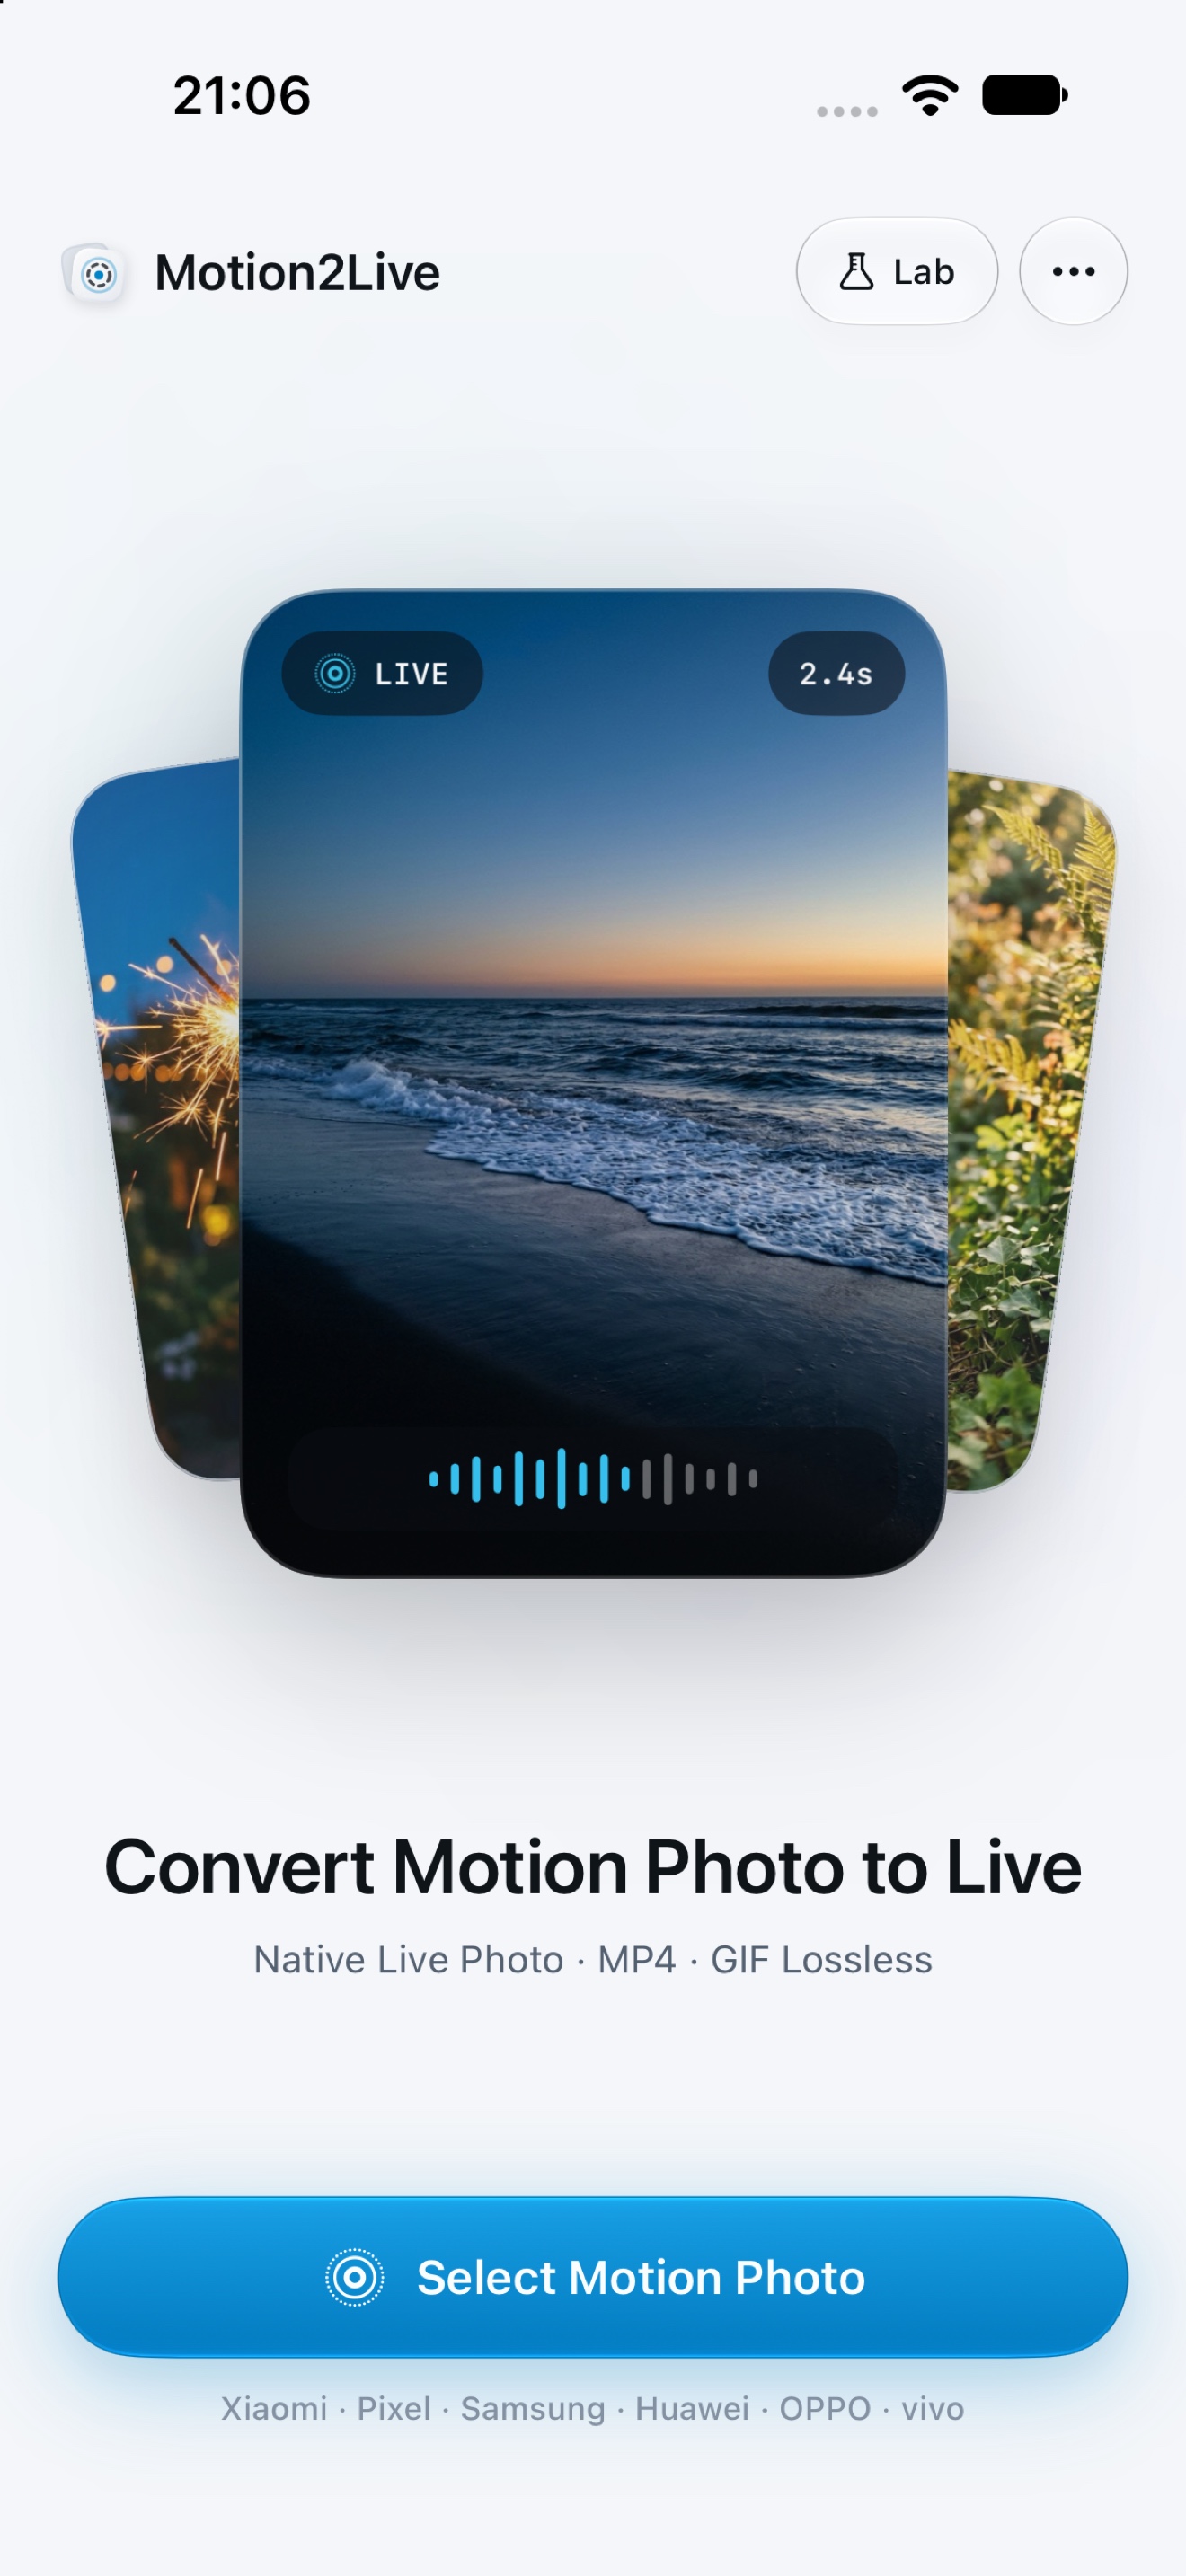 21:06
Motion2Live
Lab
LIVE
2.4s
Convert Motion Photo to Live
Native Live Photo · MP4 · GIF Lossless
Select Motion Photo
Xiaomi · Pixel · Samsung · Huawei · OPPO · vivo